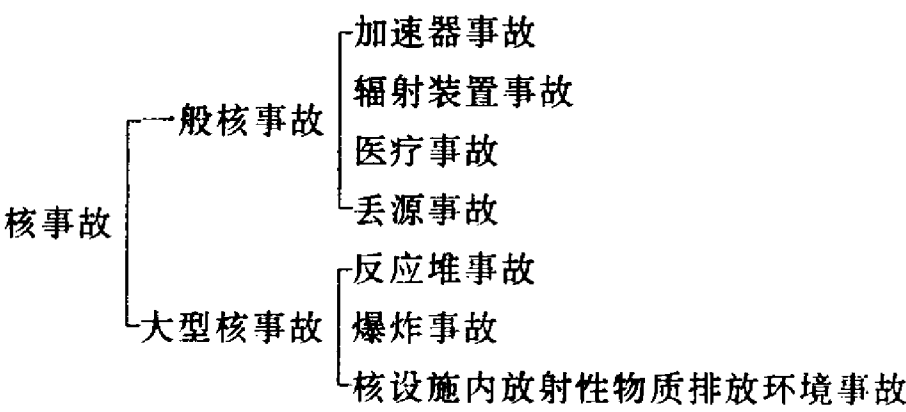 加速器事故
辐射装置事故
一般核事故
医疗事故
丢源事故
核事故
反应堆事故
大型核事故
爆炸事故
核设施内放射性物质排放环境事故